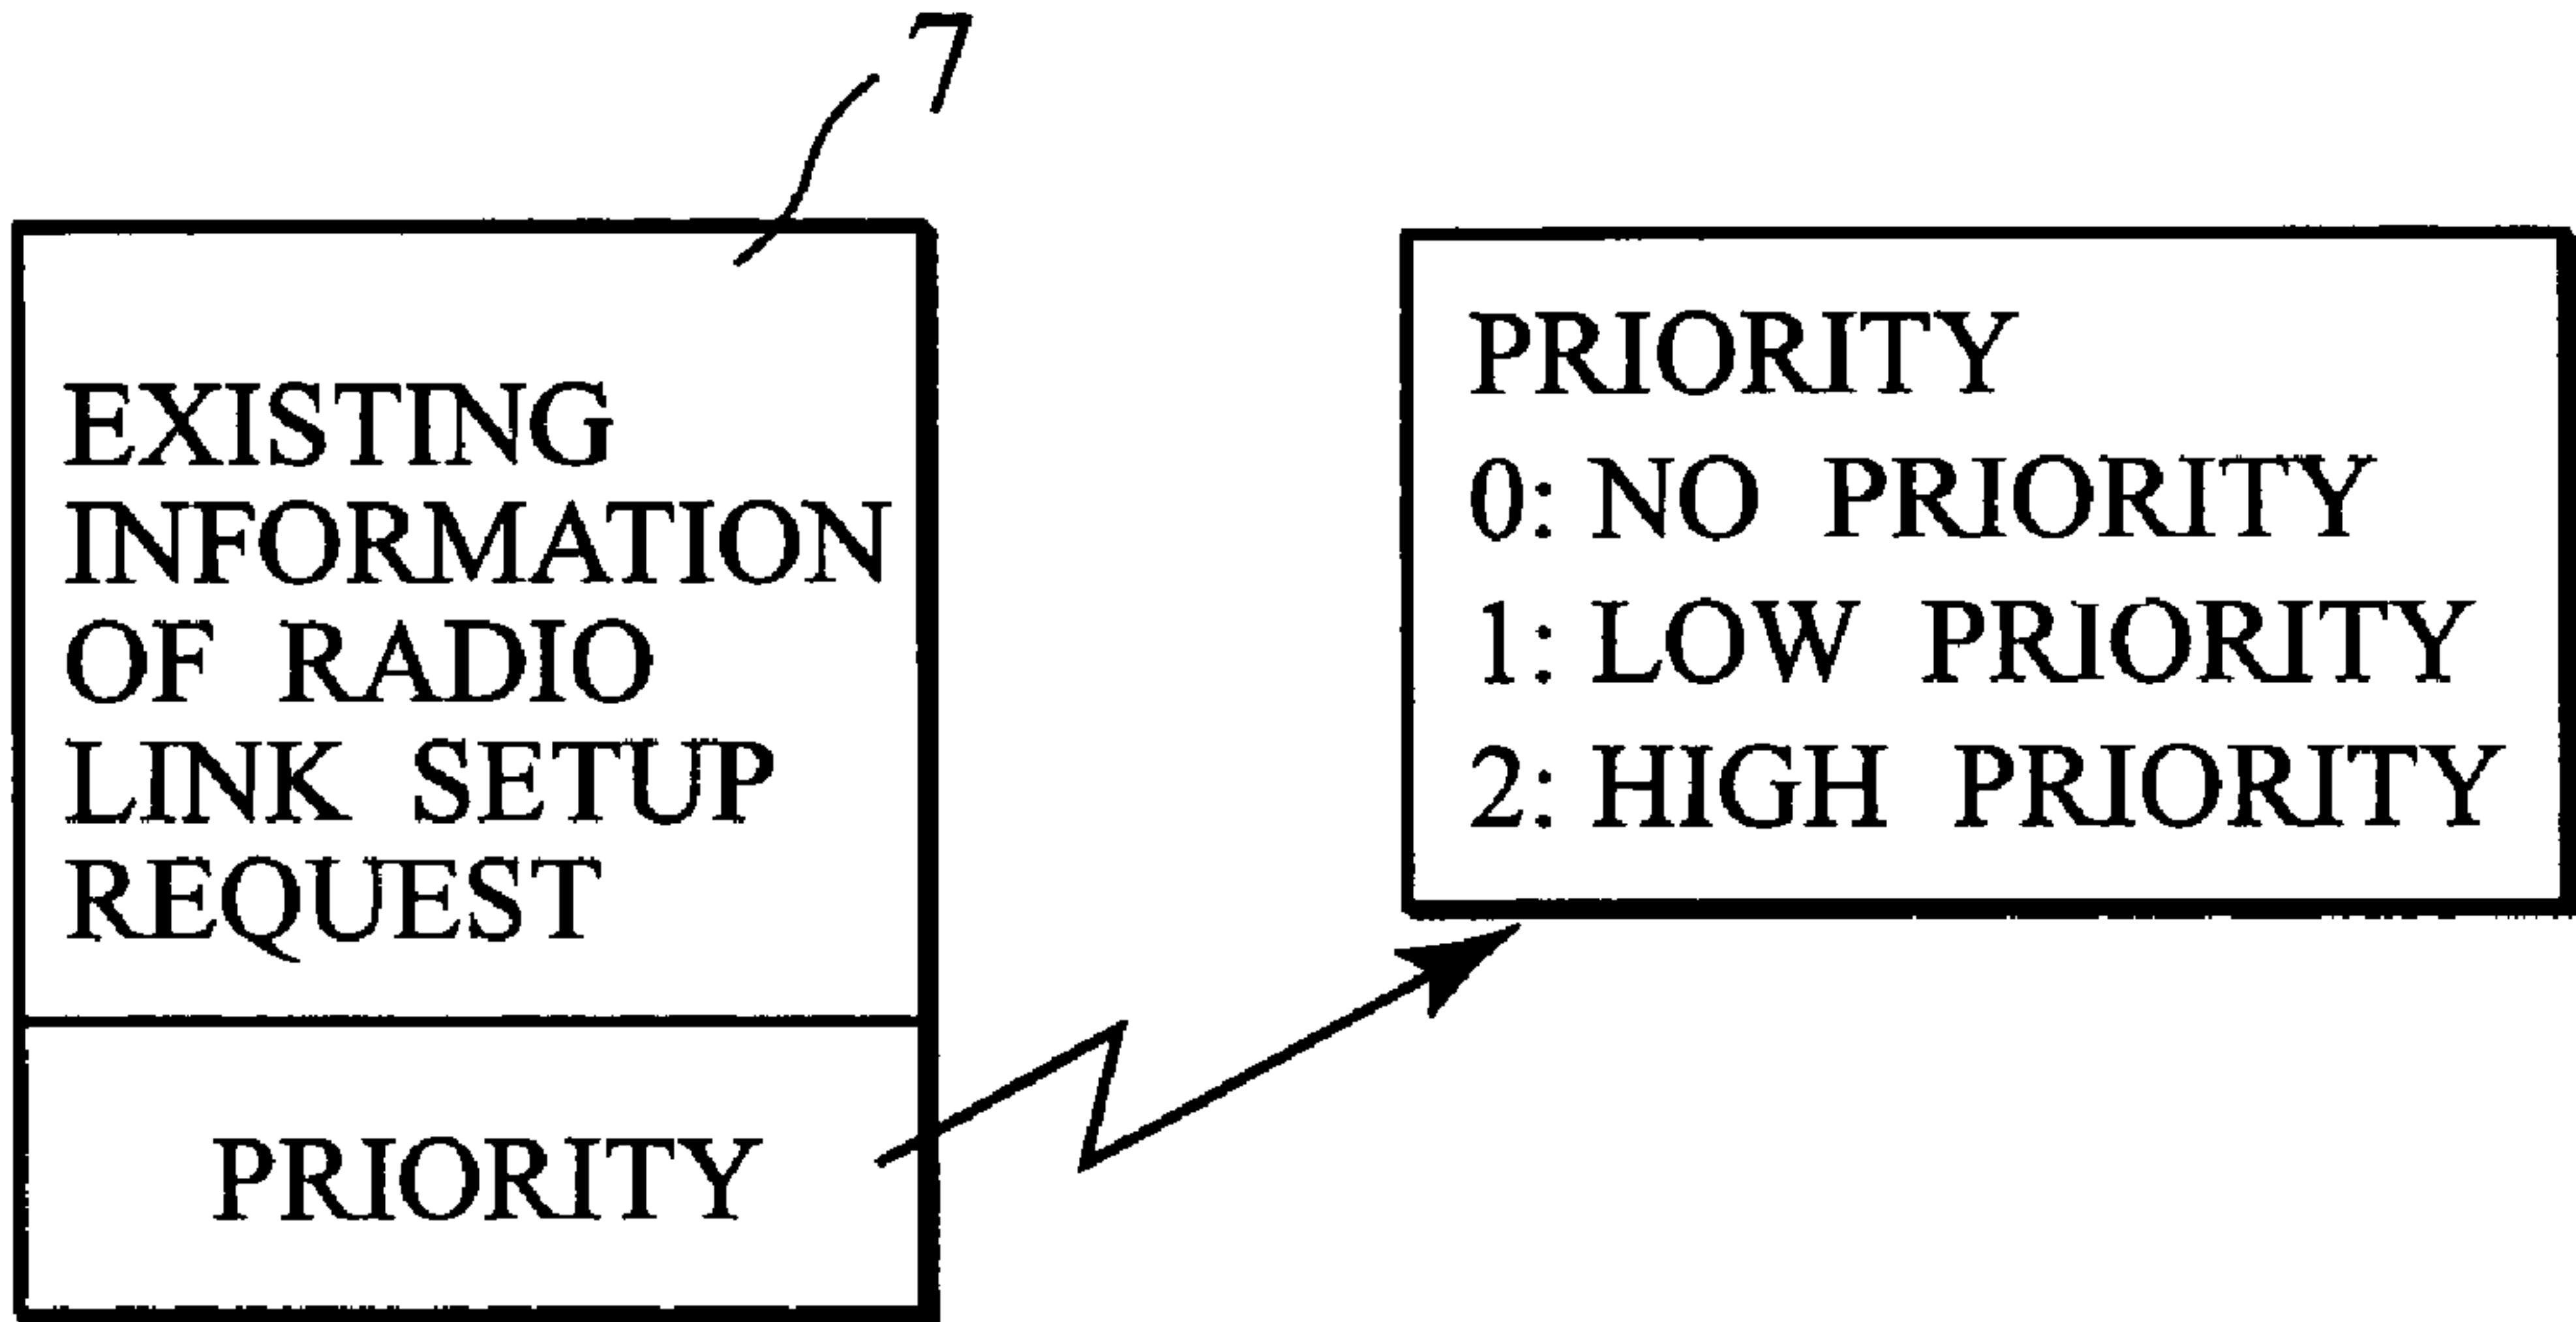 7
EXISTING
INFORMATION
OF RADIO
LINK SETUP
REQUEST
PRIORITY
PRIORITY
0: NO PRIORITY
1: LOW PRIORITY
2: HIGH PRIORITY